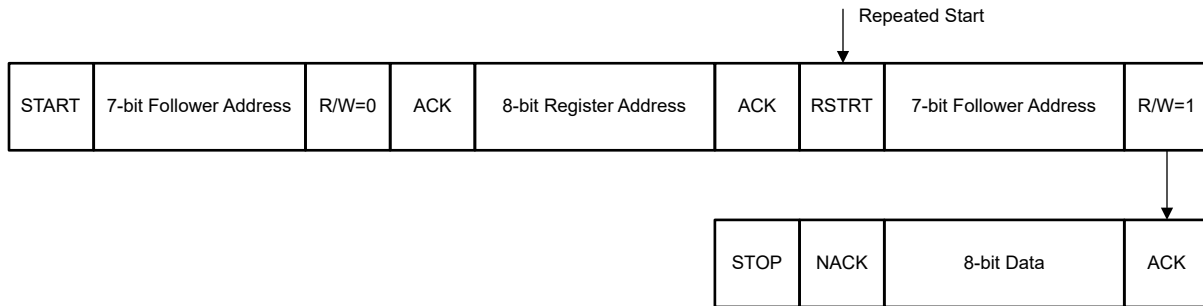 Repeated Start
START 7-bit Follower Address R/W=0 ACK 8-bit Register Address ACK RSTRT 7-bit Follower Address R/W=1
STOP NACK 8-bit Data ACK